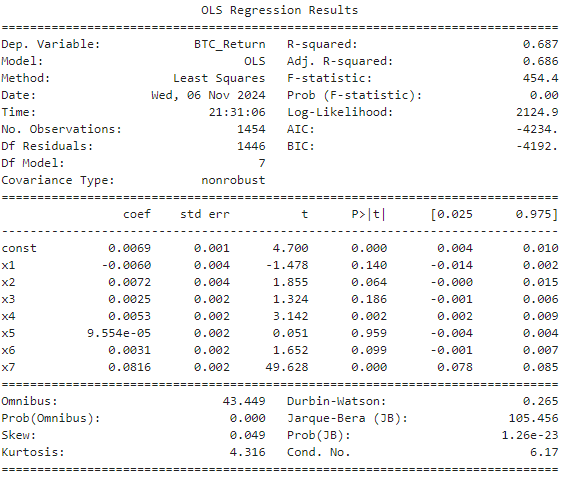 OLS Regression Results
==============================================================================
Dep. Variable:             BTC_Return   R-squared:                       0.687
Model:                            OLS   Adj. R-squared:                  0.686
Method:                 Least Squares   F-statistic:                     454.4
Date:                Wed, 06 Nov 2024   Prob (F-statistic):               0.00
Time:                        21:31:06   Log-Likelihood:                 2124.9
No. Observations:                1454   AIC:                            -4234.
Df Residuals:                    1446   BIC:                            -4192.
Df Model:                           7
Covariance Type:            nonrobust
==============================================================================
                 coef    std err          t      P>|t|      [0.025      0.975]
------------------------------------------------------------------------------
const          0.0069      0.001      4.700      0.000       0.004       0.010
x1            -0.0060      0.004     -1.478      0.140      -0.014       0.002
x2             0.0072      0.004      1.855      0.064      -0.000       0.015
x3             0.0025      0.002      1.324      0.186      -0.001       0.006
x4             0.0053      0.002      3.142      0.002       0.002       0.009
x5          9.554e-05      0.002      0.051      0.959      -0.004       0.004
x6             0.0031      0.002      1.652      0.099      -0.001       0.007
x7             0.0816      0.002     49.628      0.000       0.078       0.085
==============================================================================
Omnibus:                       43.449   Durbin-Watson:                   0.265
Prob(Omnibus):                  0.000   Jarque-Bera (JB):              105.456
Skew:                           0.049   Prob(JB):                     1.26e-23
Kurtosis:                       4.316   Cond. No.                         6.17
==============================================================================